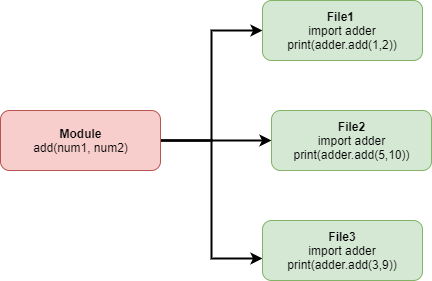 Module
add(num1, num2)
File1
import adder
print(adder.add(1,2))
File2
import adder
print(adder.add(5,10))
File3
import adder
print(adder.add(3,9))